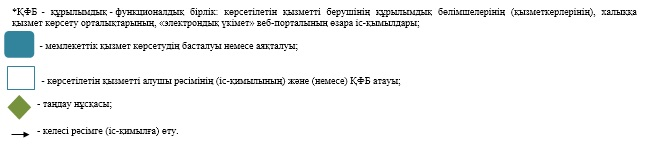 *ҚФБ - құрылымдық - функционалдық бірлік: көрсетілетін қызметті берушінің құрылымдық бөлімшелерінің (қызметкерлерінің), халыққа
қызмет көрсету орталықтарының, «электрондық үкімет» веб-порталының өзара іс-қымылдары;
- мемлекеттік қызмет көрсетудің басталуы немесе аяқталуы;
- көрсетілетін қызметті алушы рәсімінің (іс-қимылының) және (немесе) ҚФБ атауы;
- таңдау нұсқасы;
- келесі рәсімге (іс-қимылға) өту.